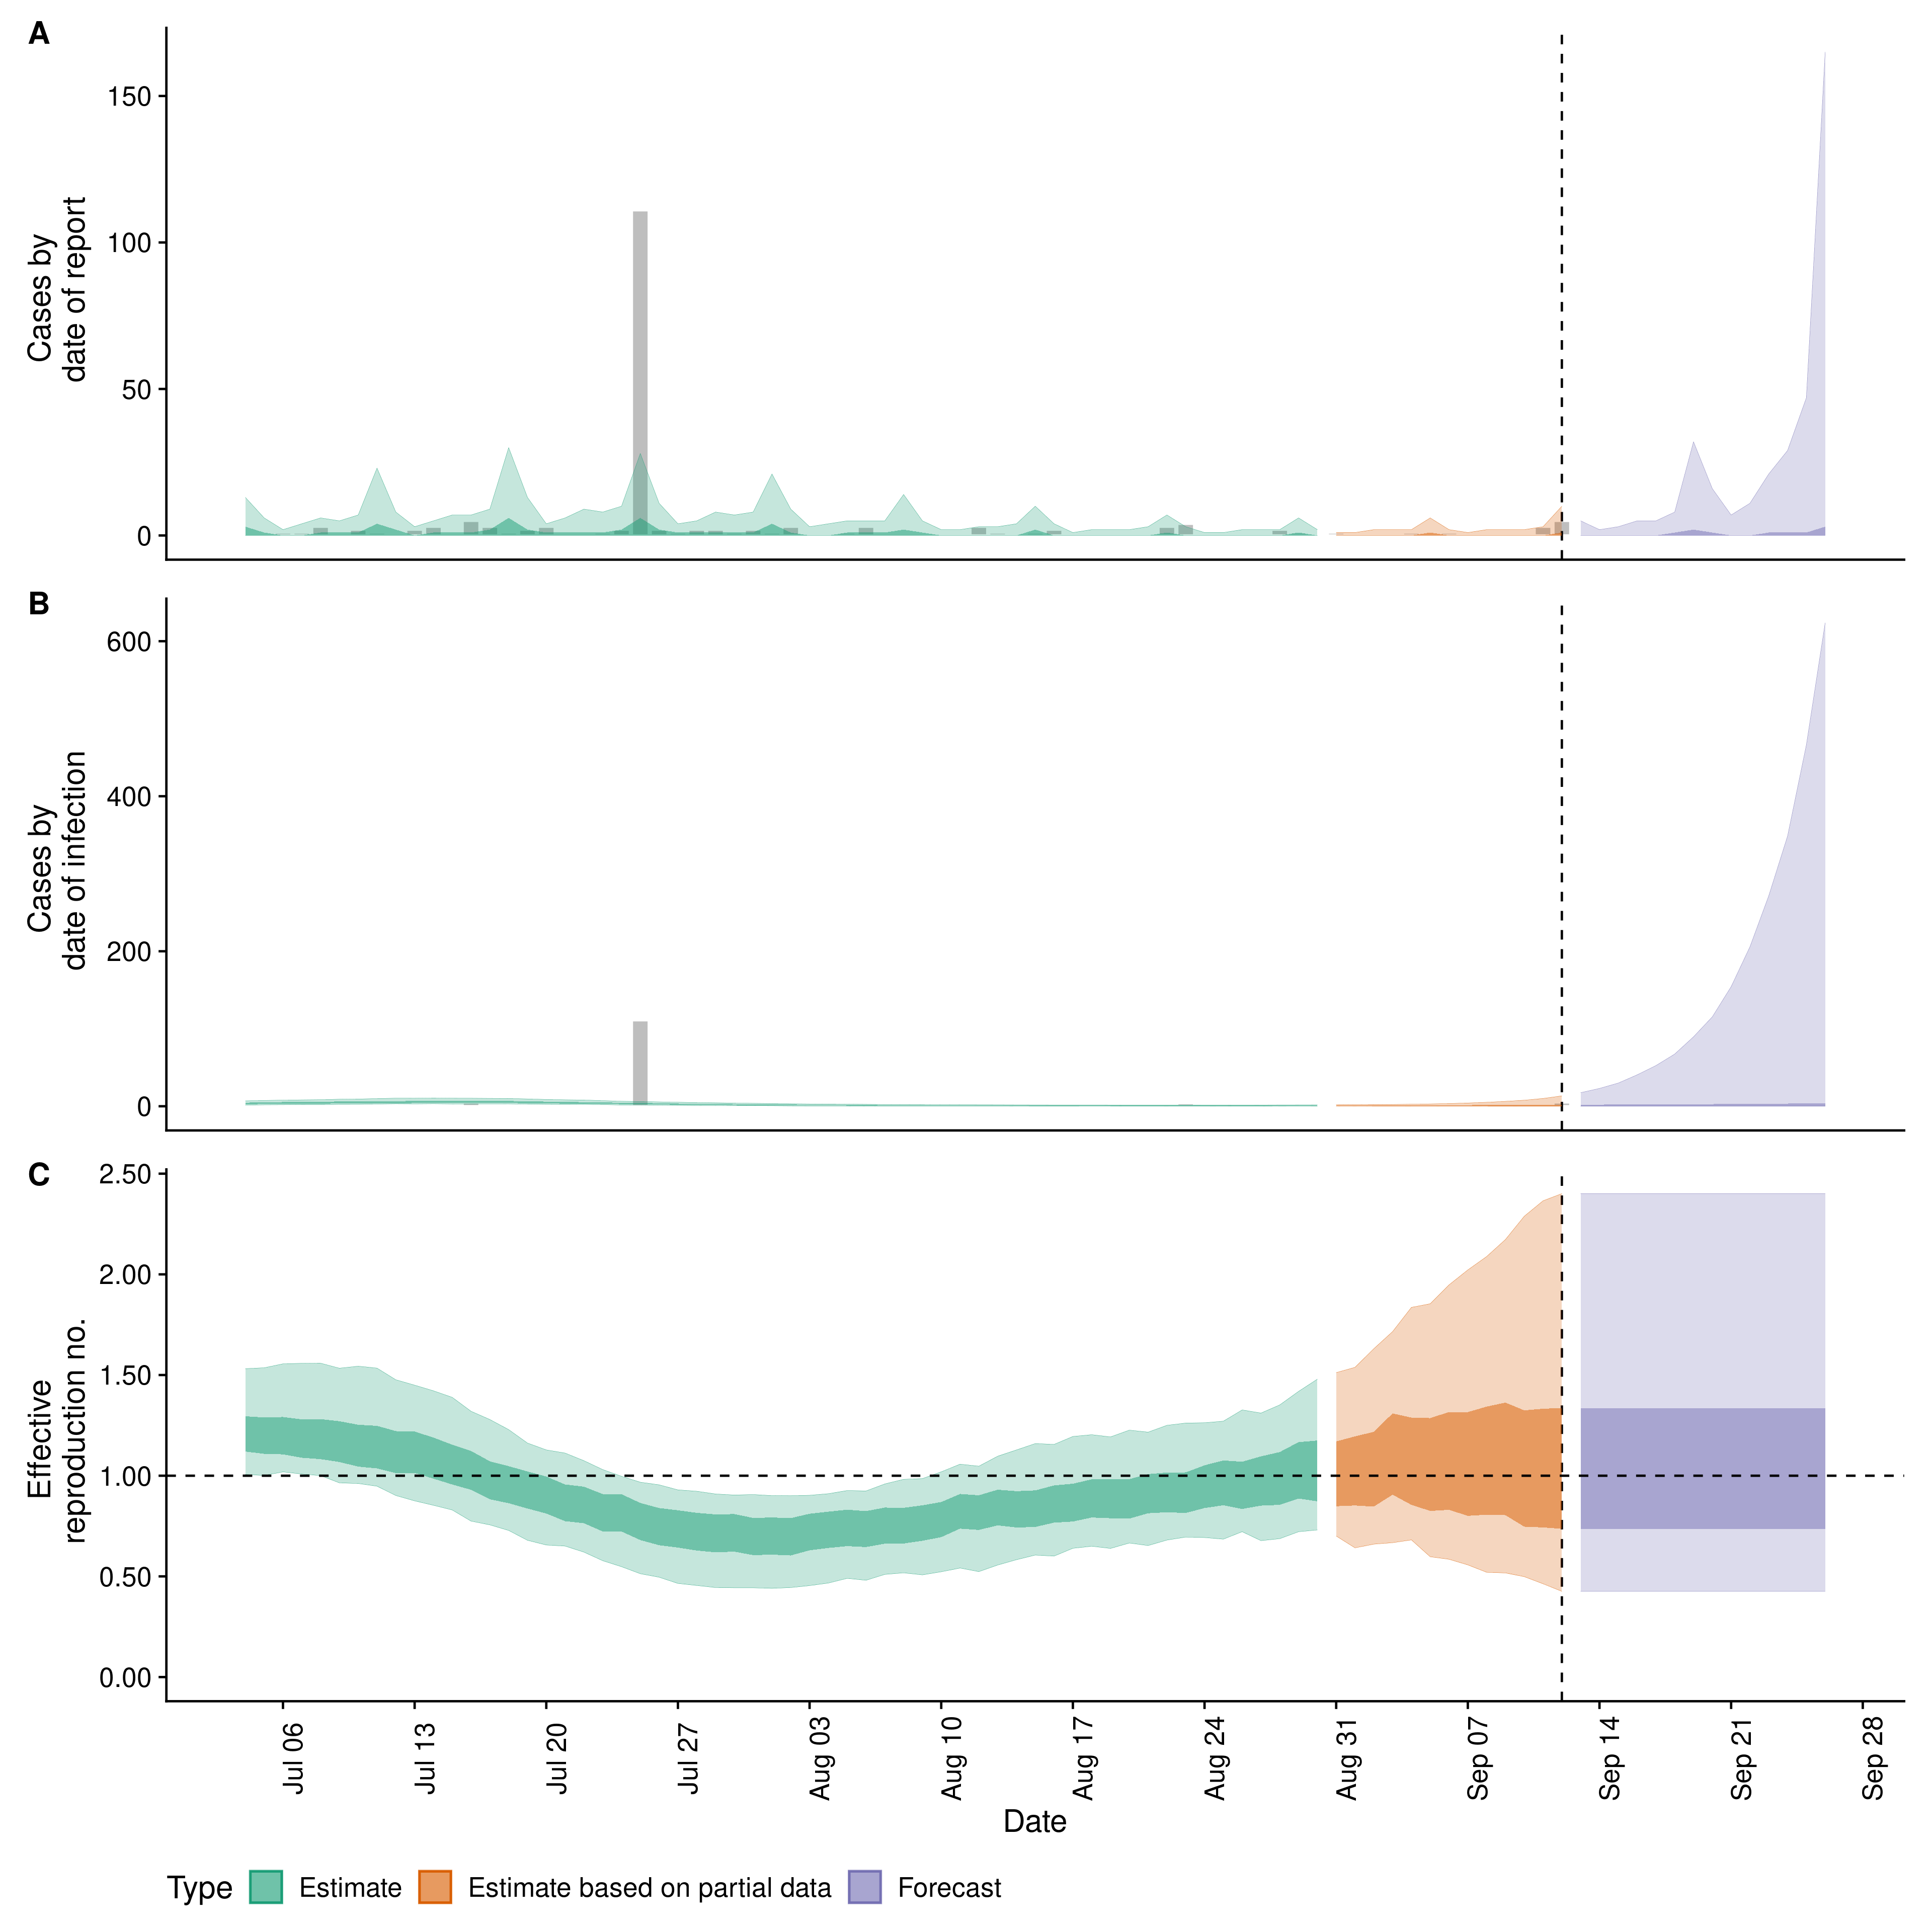 A
Cases by
date of report
150
100
50
0
B
Cases by
date of infection
600
400
200
0
C
Effective
reproduction no.
2.50
2.00
1.50
1.00
0.50
0.00
Jul 06
Jul 13
Jul 20
Jul 27
Aug 03
Aug 10
Aug 17
Aug 24
Aug 31
Sep 07
Sep 14
Sep 21
Sep 28
Date
Type Estimate Estimate based on partial data Forecast